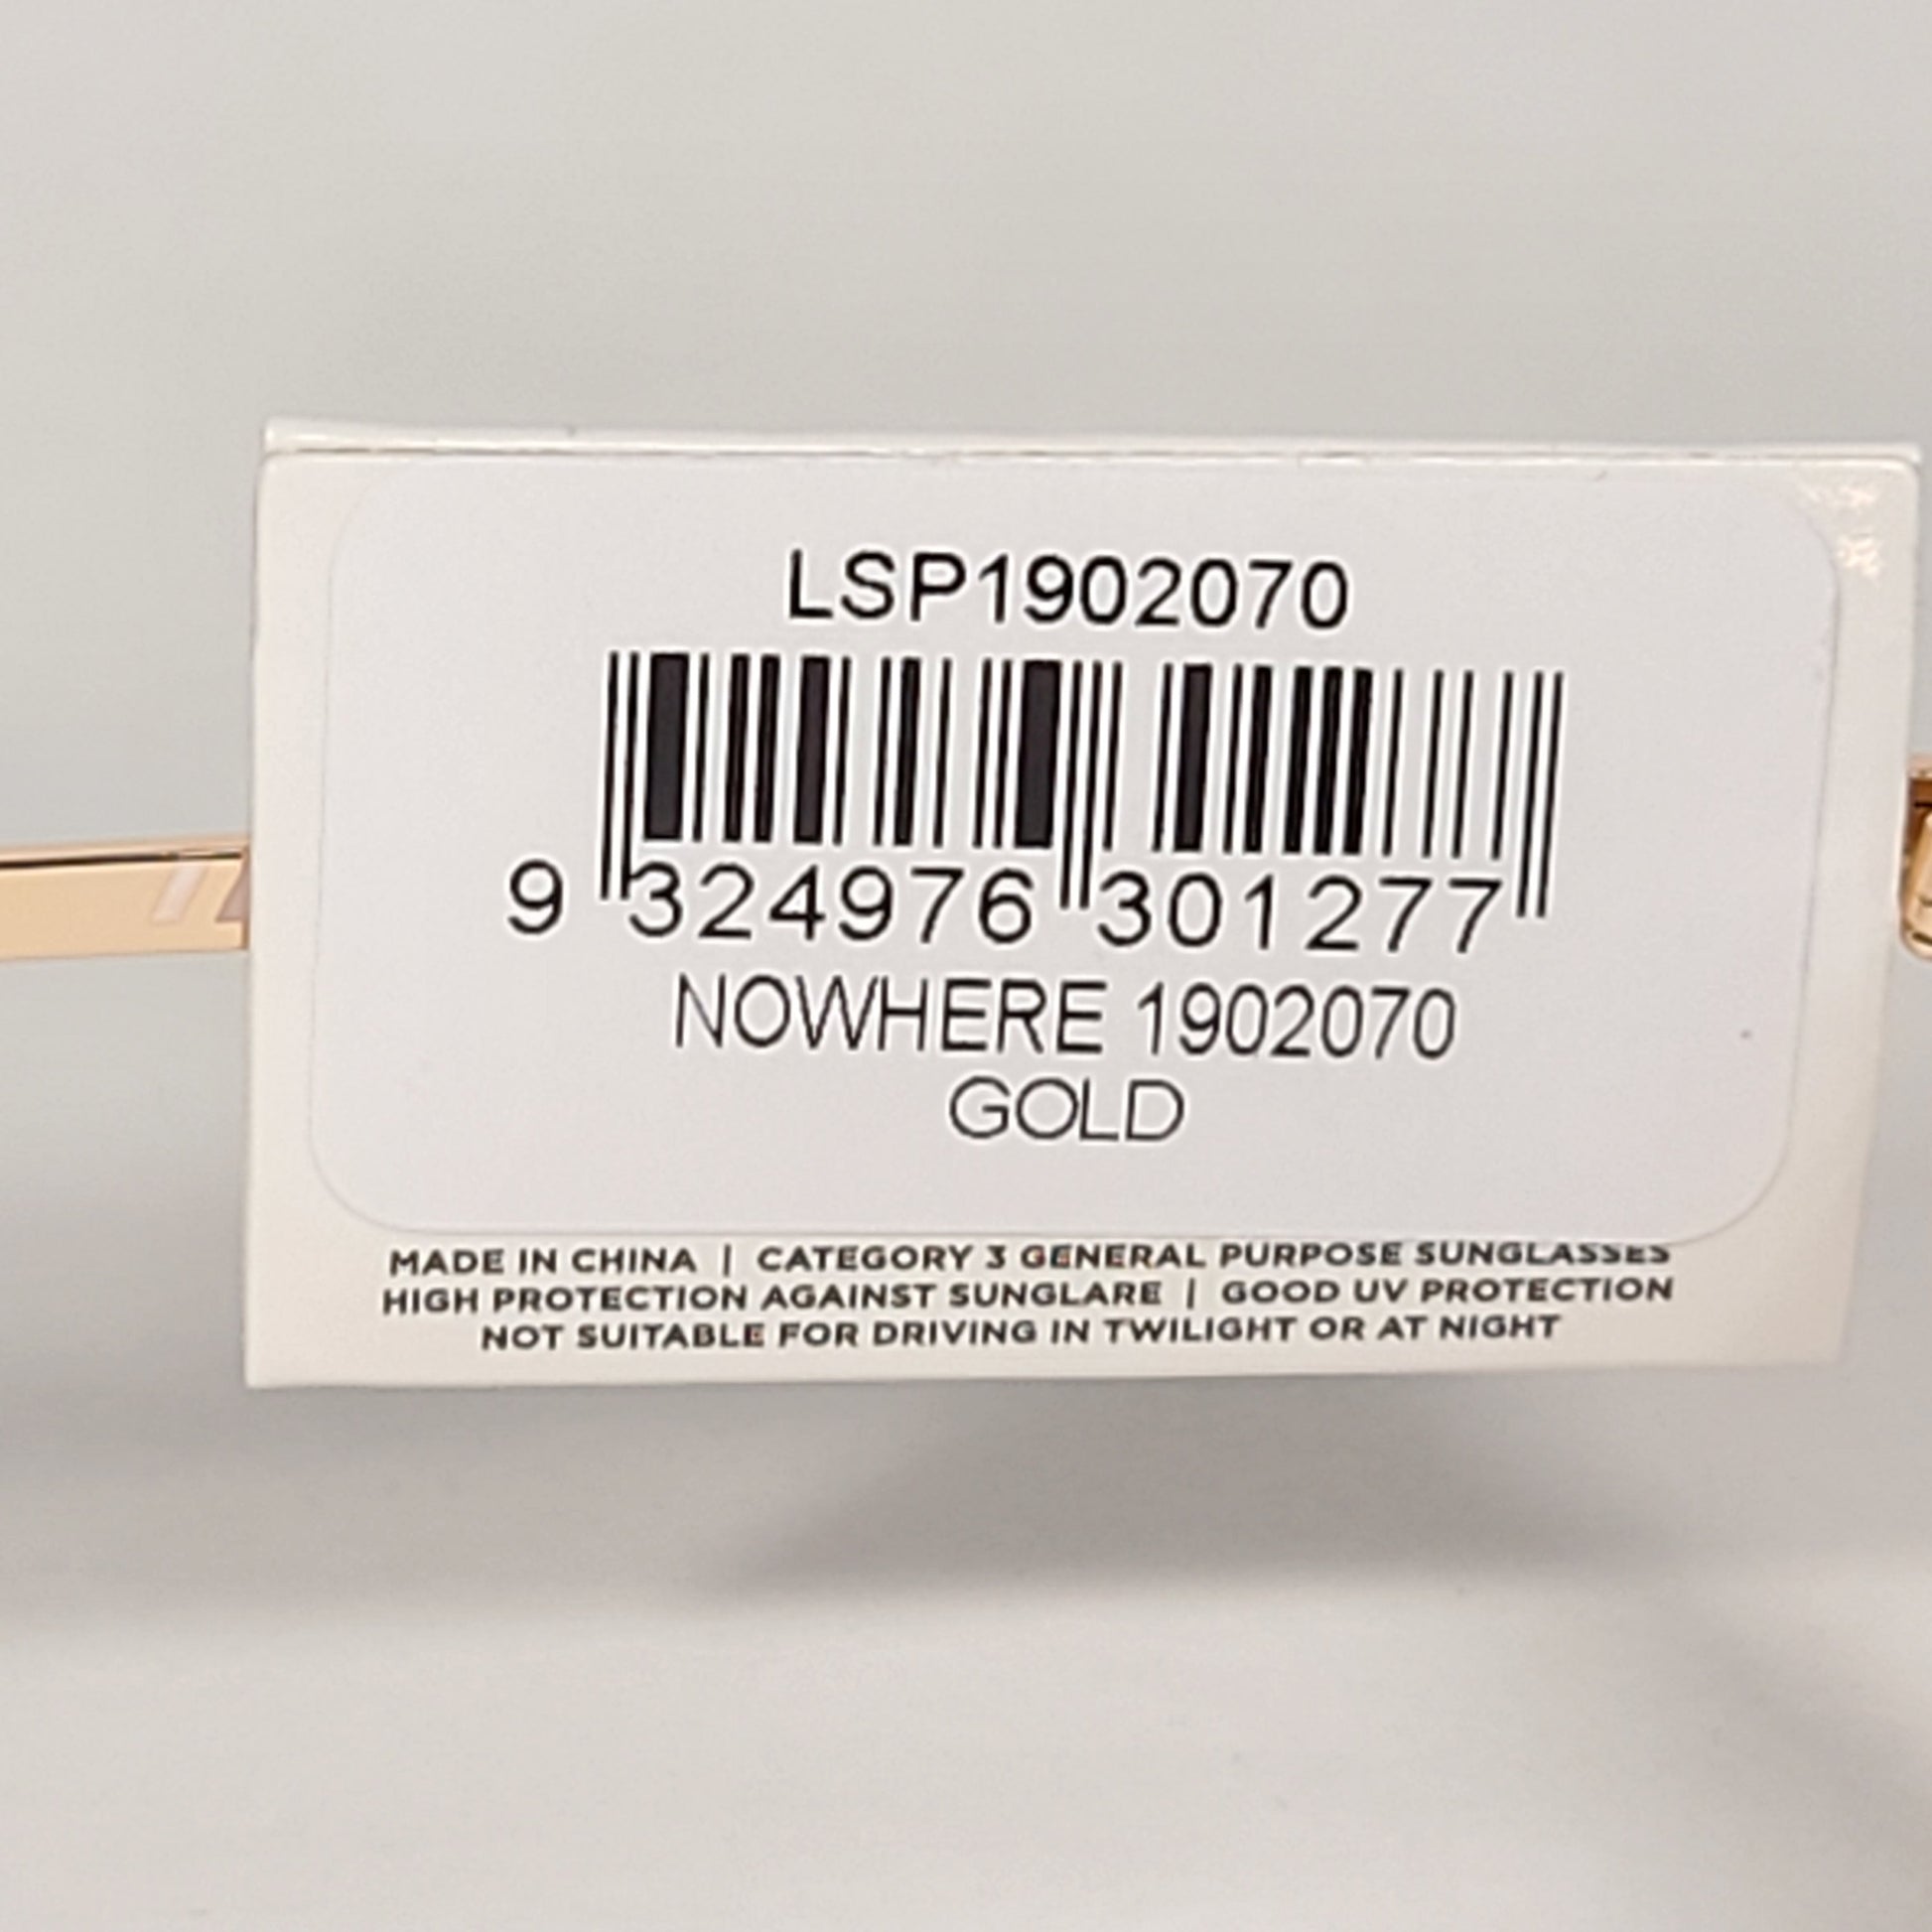 LSP1902070
9 324976 301277
NOWHERE 1902070
GOLD
MADE IN CHINA | CATEGORY 3 GENERAL PURPOSE SUNGLASSES
HIGH PROTECTION AGAINST SUNGLARE | GOOD UV PROTECTION
NOT SUITABLE FOR DRIVING IN TWILIGHT OR AT NIGHT